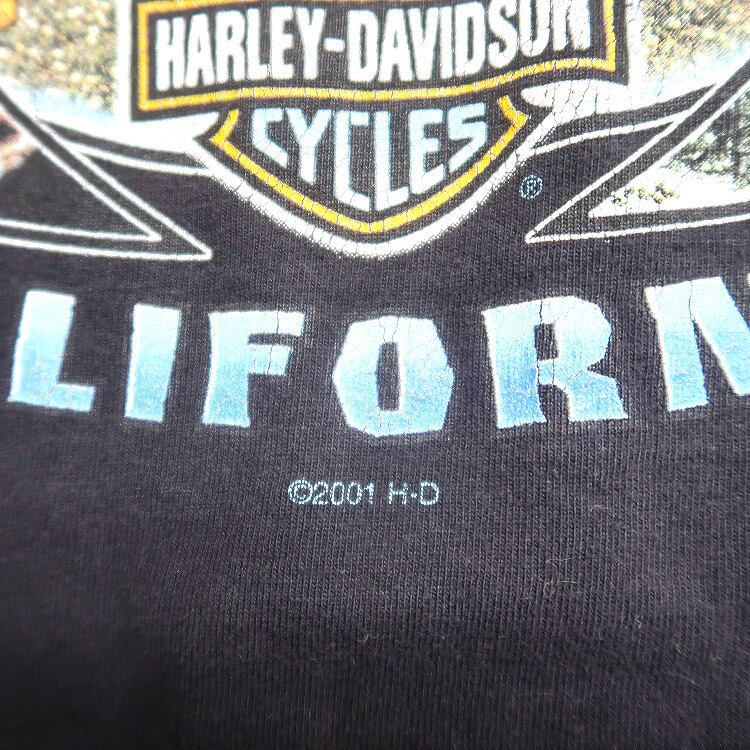 HARLEY-DAVIDSON
CYCLES
®
LIFORN
©2001 H-D